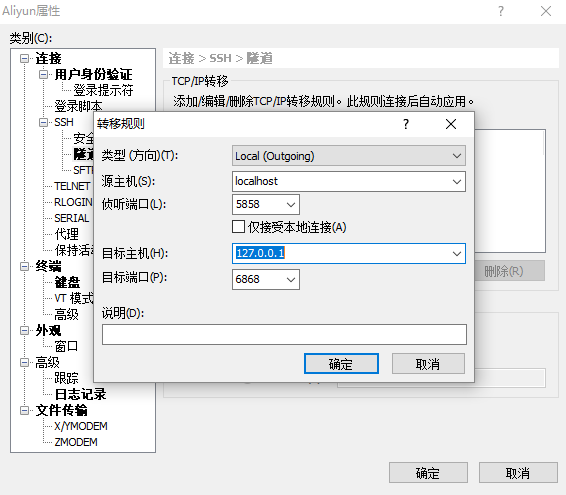 Aliyun属性
类别(C):
连接
用户身份验证
登录提示符
登录脚本
SSH
安全
隧道
SFT
TELNET
RLOGIN
SERIAL
代理
保持活动
终端
键盘
VT 模式
高级
外观
窗口
高级
跟踪
日志记录
文件传输
X/YMODEM
ZMODEM
连接 > SSH > 隧道
TCP/IP转移
添加/编辑/删除TCP/IP转移规则。此规则连接后自动应用。
删除(R)
转移规则
类型 (方向)(T):
Local (Outgoing)
源主机(S):
localhost
侦听端口(L):
5858
仅接受本地连接(A)
目标主机(H):
127.0.0.1
目标端口(P):
6868
说明(D):
确定
取消
确定
取消